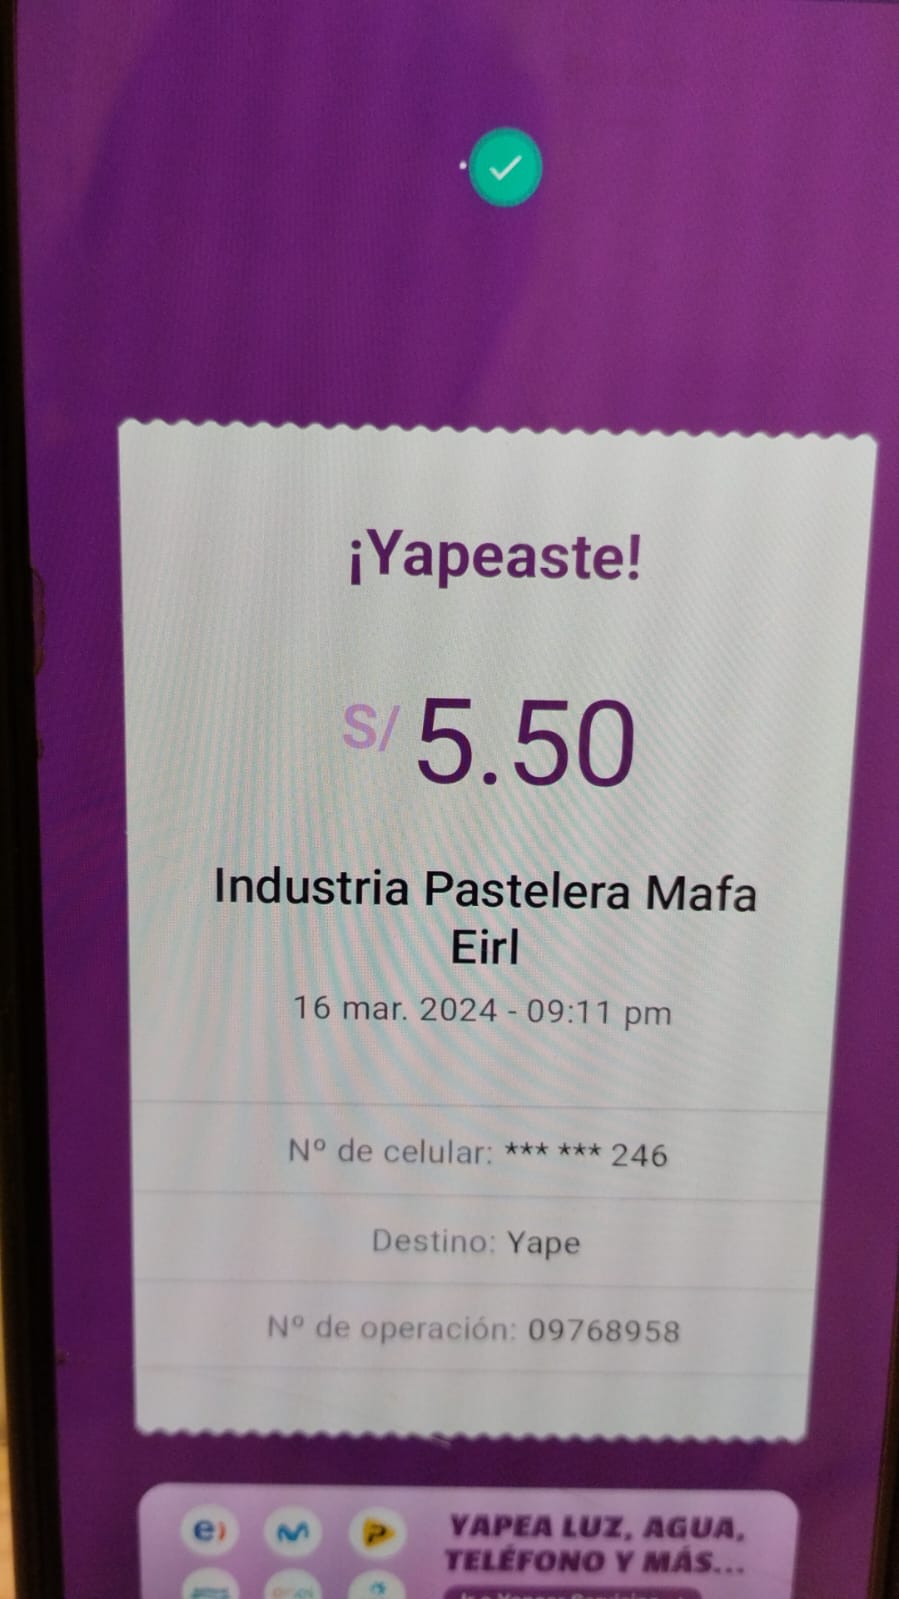 ¡Yapeaste!
S/ 5.50
Industria Pastelera Mafa
Eirl
16 mar. 2024 - 09:11 pm
Nº de celular: *** *** 246
Destino: Yape
Nº de operación: 09768958
e)
YAPEA LUZ, AGUA,
TELÉFONO Y MÁS...